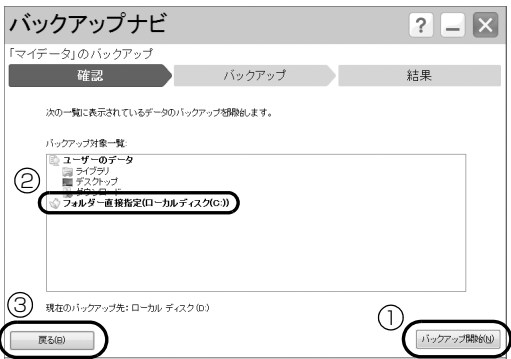 バックアップナビ
? – ×
「マイデータ」のバックアップ
確認 バックアップ 結果
次の一覧に表示されているデータのバックアップを開始します。
バックアップ対象一覧:
ユーザーのデータ
ライブラリ
デスクトップ
ダウンロード
② フォルダー直接指定(ローカルディスク(C:))
③ 現在のバックアップ先: ローカル ディスク (D:)
①
戻る(B) バックアップ開始(N)